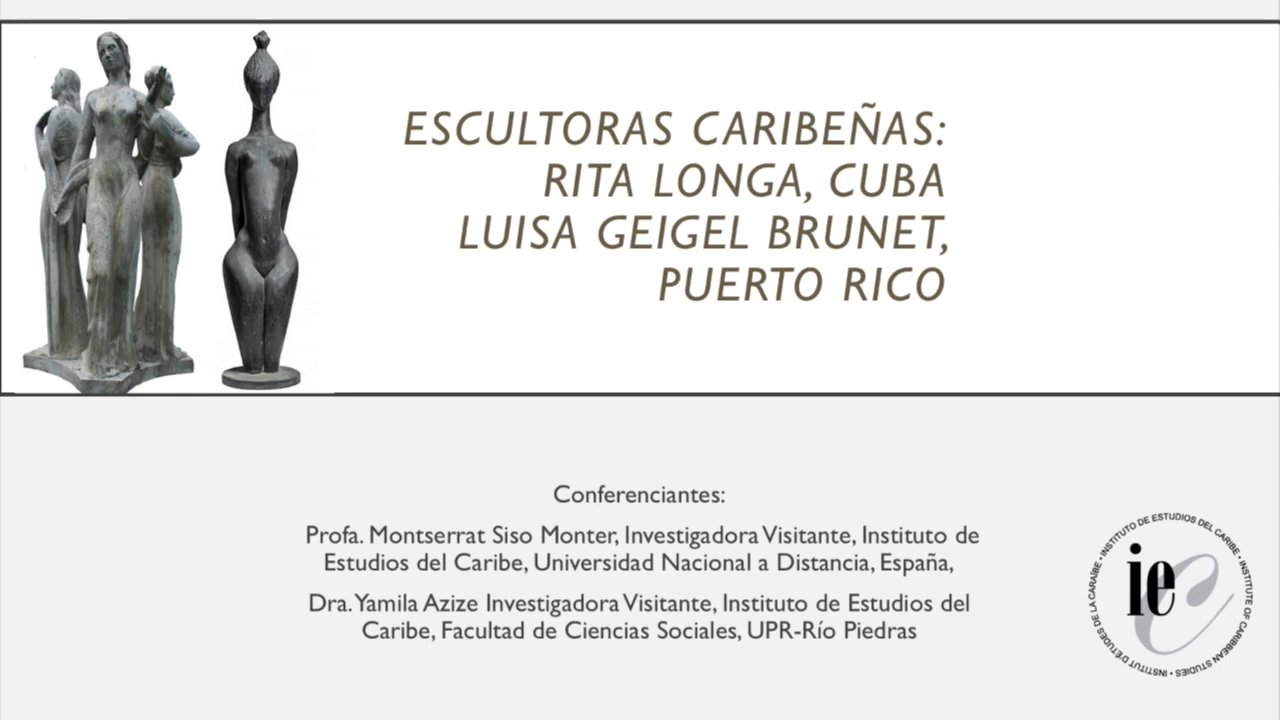 ESCULTORAS CARIBEÑAS:
RITA LONGA, CUBA
LUISA GEIGEL BRUNET,
PUERTO RICO
Conferenciantes:
Profa. Montserrat Siso Monter, Investigadora Visitante, Instituto de
Estudios del Caribe, Universidad Nacional a Distancia, España,
Dra. Yamila Azize Investigadora Visitante, Instituto de Estudios del
Caribe, Facultad de Ciencias Sociales, UPR-Río Piedras
iec
INSTITUTO DE ESTUDIOS DEL CARIBE • INSTITUTE OF CARIBBEAN STUDIES • INSTITUT D'ÉTUDES DE LA CARAÏBE •